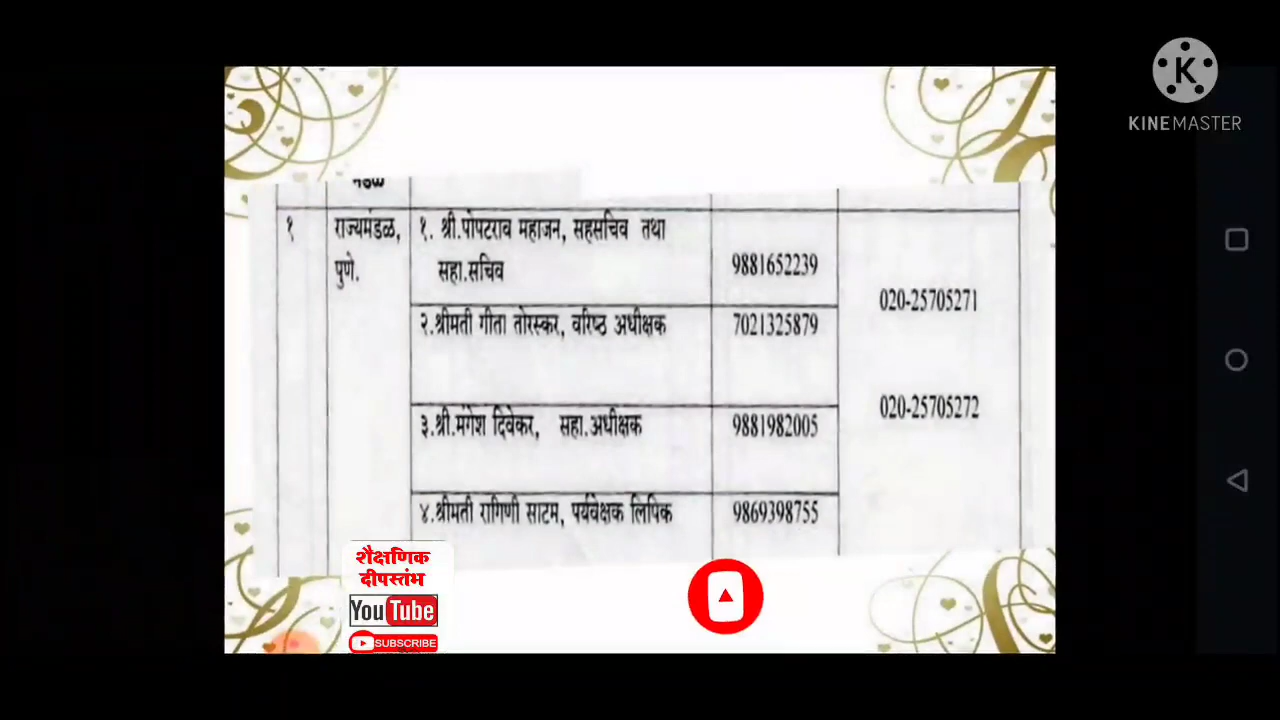 KINEMASTER
मंडळ
१ राज्यमंडळ, १. श्री.पोपटराव महाजन, सहसचिव तथा
पुणे. सहा.सचिव 9881652239
020-25705271
२.श्रीमती गीता तोरस्कर, वरिष्ठ अधीक्षक 7021325879
020-25705272
३.श्री.मंगेश दिवेकर, सहा.अधीक्षक 9881982005
४.श्रीमती रागिणी साटम, पर्यवेक्षक लिपिक 9869398755
शैक्षणिक
दीपस्तंभ
YouTube
SUBSCRIBE